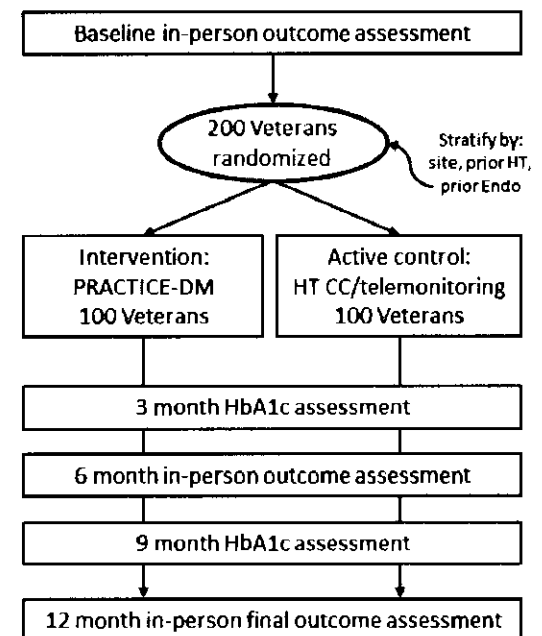 Baseline in-person outcome assessment
200 Veterans
randomized
Stratify by:
site, prior HT,
prior Endo
Intervention:
PRACTICE-DM
100 Veterans
Active control:
HT CC/telemonitoring
100 Veterans
3 month HbA1c assessment
6 month in-person outcome assessment
9 month HbA1c assessment
12 month in-person final outcome assessment